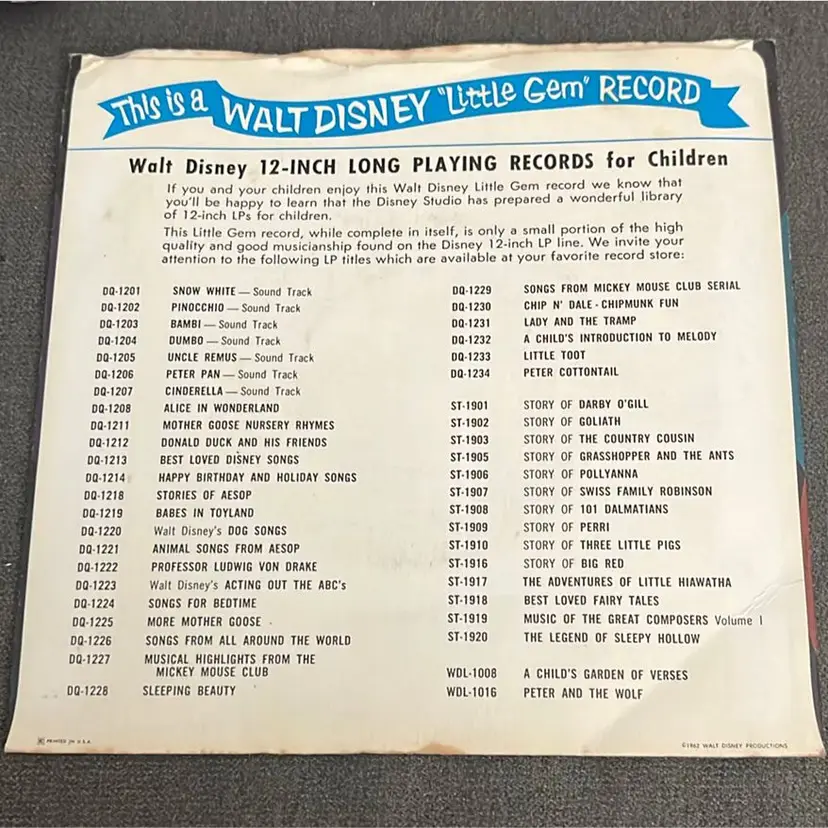 This is a WALT DISNEY "Little Gem" RECORD
Walt Disney 12-INCH LONG PLAYING RECORDS for Children
If you and your children enjoy this Walt Disney Little Gem record we know that
you'll be happy to learn that the Disney Studio has prepared a wonderful library
of 12-inch LPs for children.
This Little Gem record, while complete in itself, is only a small portion of the high
quality and good musicianship found on the Disney 12-inch LP line. We invite your
attention to the following LP titles which are available at your favorite record store:
DQ-1201 SNOW WHITE — Sound Track
DQ-1202 PINOCCHIO — Sound Track
DQ-1203 BAMBI — Sound Track
DQ-1204 DUMBO — Sound Track
DQ-1205 UNCLE REMUS — Sound Track
DQ-1206 PETER PAN — Sound Track
DQ-1207 CINDERELLA — Sound Track
DQ-1208 ALICE IN WONDERLAND
DQ-1211 MOTHER GOOSE NURSERY RHYMES
DQ-1212 DONALD DUCK AND HIS FRIENDS
DQ-1213 BEST LOVED DISNEY SONGS
DQ-1214 HAPPY BIRTHDAY AND HOLIDAY SONGS
DQ-1218 STORIES OF AESOP
DQ-1219 BABES IN TOYLAND
DQ-1220 Walt Disney's DOG SONGS
DQ-1221 ANIMAL SONGS FROM AESOP
DQ-1222 PROFESSOR LUDWIG VON DRAKE
DQ-1223 Walt Disney's ACTING OUT THE ABC's
DQ-1224 SONGS FOR BEDTIME
DQ-1225 MORE MOTHER GOOSE
DQ-1226 SONGS FROM ALL AROUND THE WORLD
DQ-1227 MUSICAL HIGHLIGHTS FROM THE
MICKEY MOUSE CLUB
DQ-1228 SLEEPING BEAUTY
DQ-1229 SONGS FROM MICKEY MOUSE CLUB SERIAL
DQ-1230 CHIP N' DALE - CHIPMUNK FUN
DQ-1231 LADY AND THE TRAMP
DQ-1232 A CHILD'S INTRODUCTION TO MELODY
DQ-1233 LITTLE TOOT
DQ-1234 PETER COTTONTAIL
ST-1901 STORY OF DARBY O'GILL
ST-1902 STORY OF GOLIATH
ST-1903 STORY OF THE COUNTRY COUSIN
ST-1905 STORY OF GRASSHOPPER AND THE ANTS
ST-1906 STORY OF POLLYANNA
ST-1907 STORY OF SWISS FAMILY ROBINSON
ST-1908 STORY OF 101 DALMATIANS
ST-1909 STORY OF PERRI
ST-1910 STORY OF THREE LITTLE PIGS
ST-1916 STORY OF BIG RED
ST-1917 THE ADVENTURES OF LITTLE HIAWATHA
ST-1918 BEST LOVED FAIRY TALES
ST-1919 MUSIC OF THE GREAT COMPOSERS Volume I
ST-1920 THE LEGEND OF SLEEPY HOLLOW
WDL-1008 A CHILD'S GARDEN OF VERSES
WDL-1016 PETER AND THE WOLF
PRINTED IN U.S.A.
©1962 WALT DISNEY PRODUCTIONS